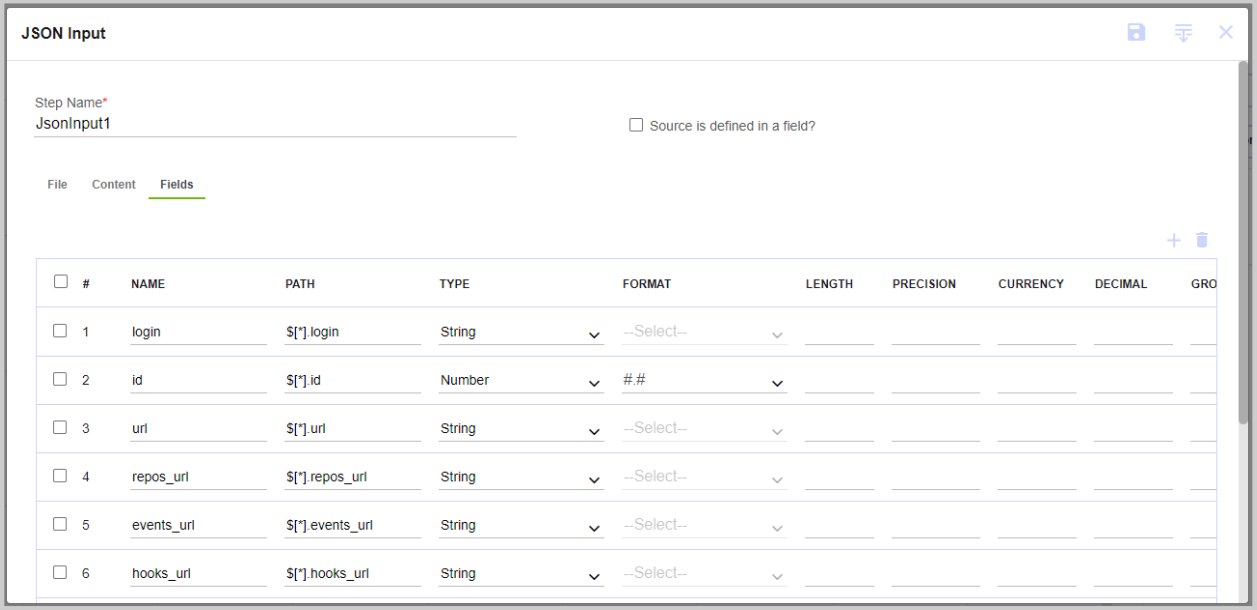 JSON Input
Step Name*
JsonInput1
Source is defined in a field?
File Content Fields
# NAME PATH TYPE FORMAT LENGTH PRECISION CURRENCY DECIMAL GRO
1 login $[*].login String --Select--
2 id $[*].id Number #.#
3 url $[*].url String --Select--
4 repos_url $[*].repos_url String --Select--
5 events_url $[*].events_url String --Select--
6 hooks_url $[*].hooks_url String --Select--